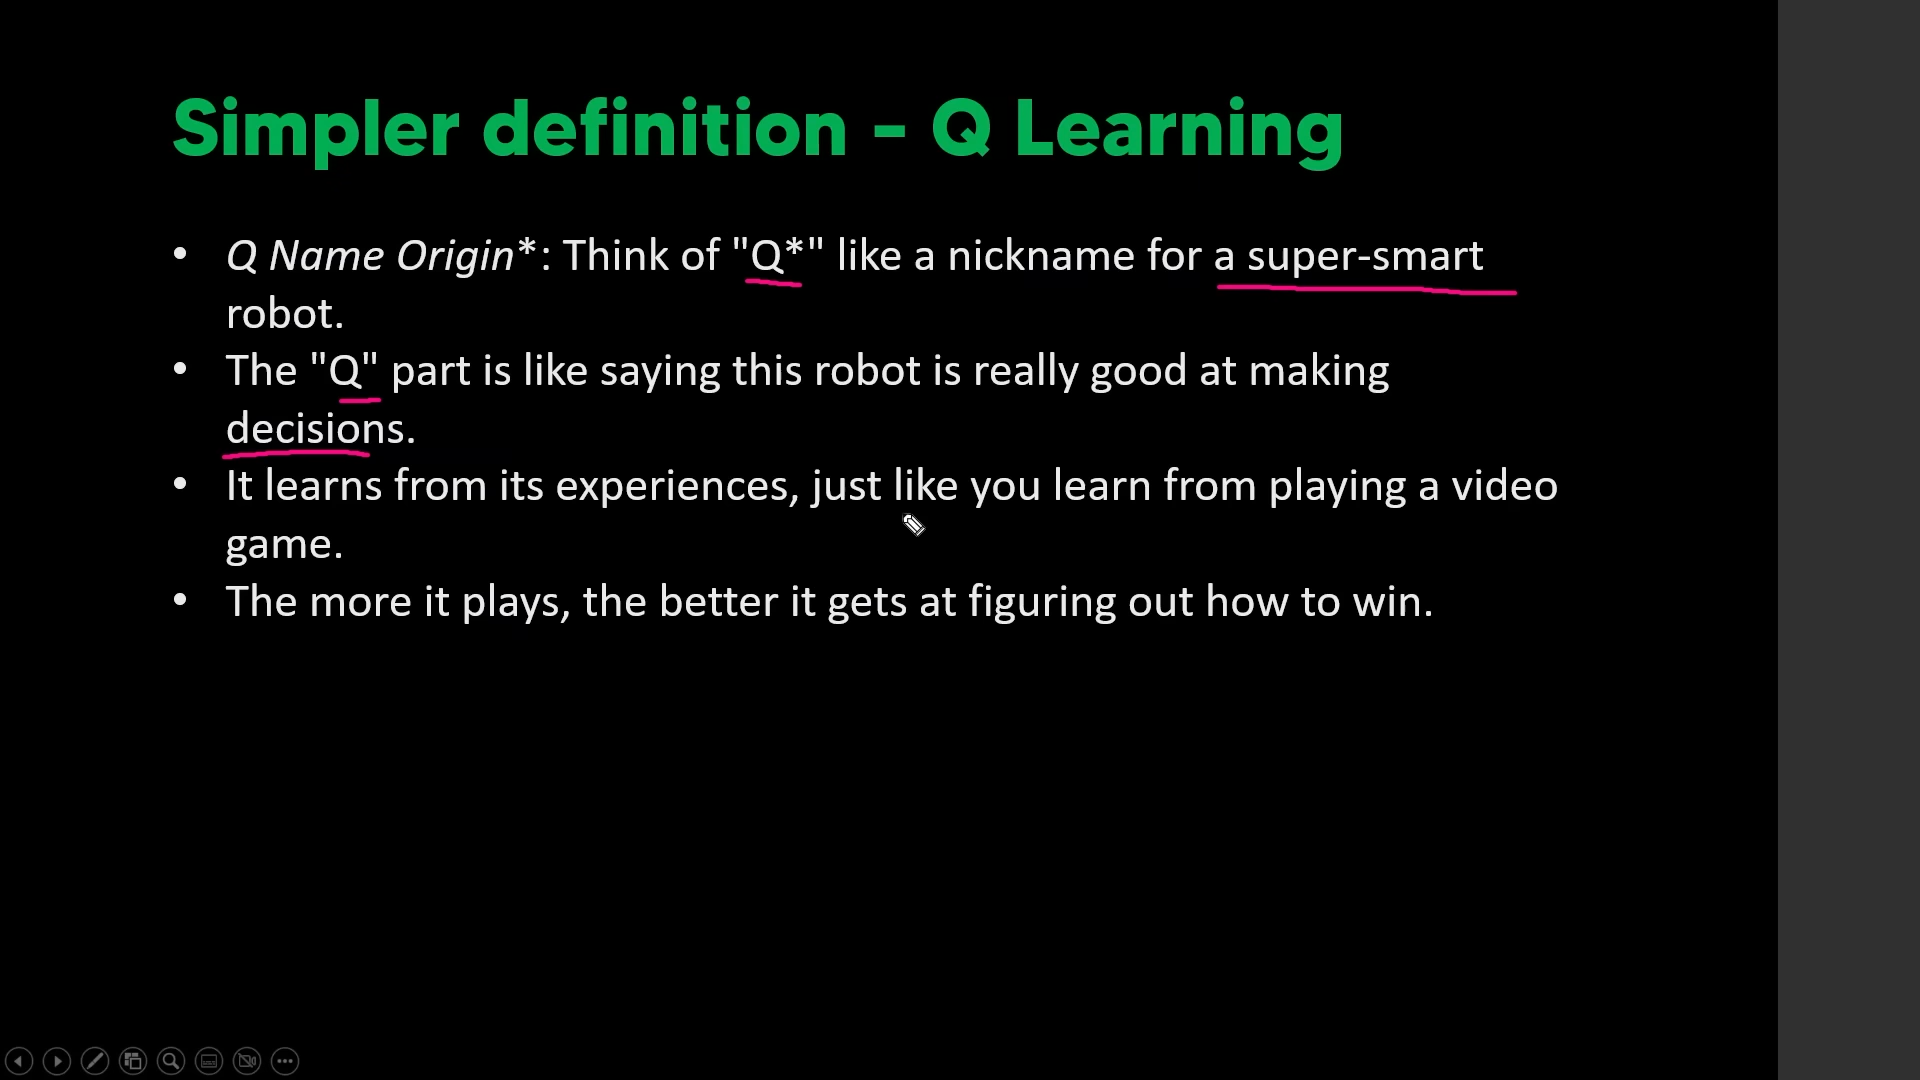 Simpler definition - Q Learning
• Q Name Origin*: Think of "Q*" like a nickname for a super-smart
robot.
• The "Q" part is like saying this robot is really good at making
decisions.
• It learns from its experiences, just like you learn from playing a video
game.
• The more it plays, the better it gets at figuring out how to win.